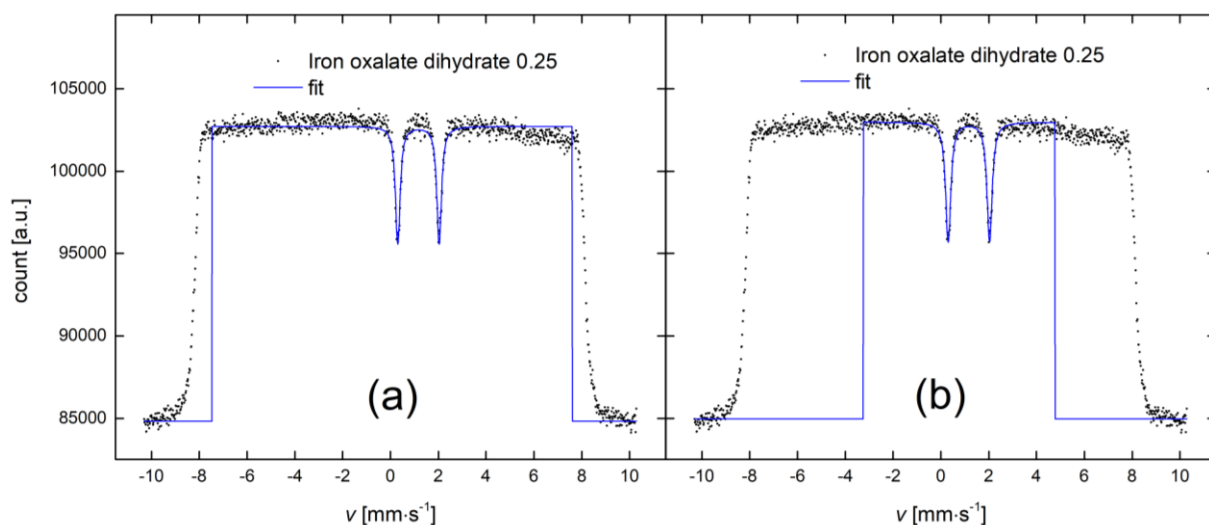 Iron oxalate dihydrate 0.25
fit
Iron oxalate dihydrate 0.25
fit
105000
100000
95000
90000
85000
count [a.u.]
(a)
(b)
-10 -8 -6 -4 -2 0 2 4 6 8 10
-10 -8 -6 -4 -2 0 2 4 6 8 10
v [mm·s⁻¹]
v [mm·s⁻¹]